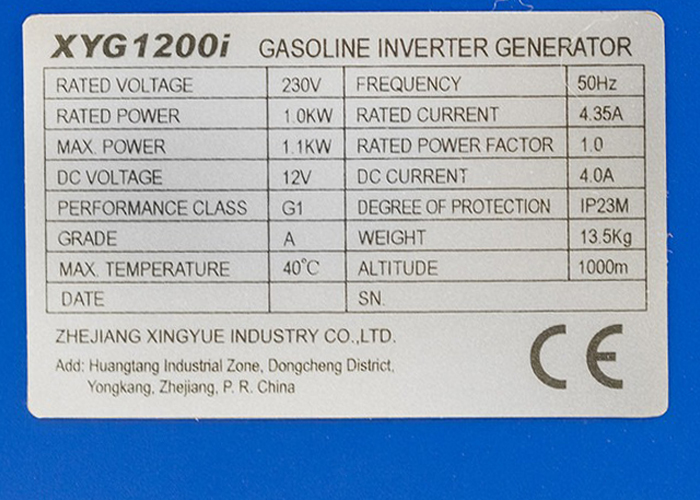 XYG1200i GASOLINE INVERTER GENERATOR
RATED VOLTAGE 230V FREQUENCY 50Hz
RATED POWER 1.0KW RATED CURRENT 4.35A
MAX. POWER 1.1KW RATED POWER FACTOR 1.0
DC VOLTAGE 12V DC CURRENT 4.0A
PERFORMANCE CLASS G1 DEGREE OF PROTECTION IP23M
GRADE A WEIGHT 13.5Kg
MAX. TEMPERATURE 40℃ ALTITUDE 1000m
DATE SN.
ZHEJIANG XINGYUE INDUSTRY CO.,LTD.
Add: Huangtang Industrial Zone, Dongcheng District,
Yongkang, Zhejiang, P. R. China
CE